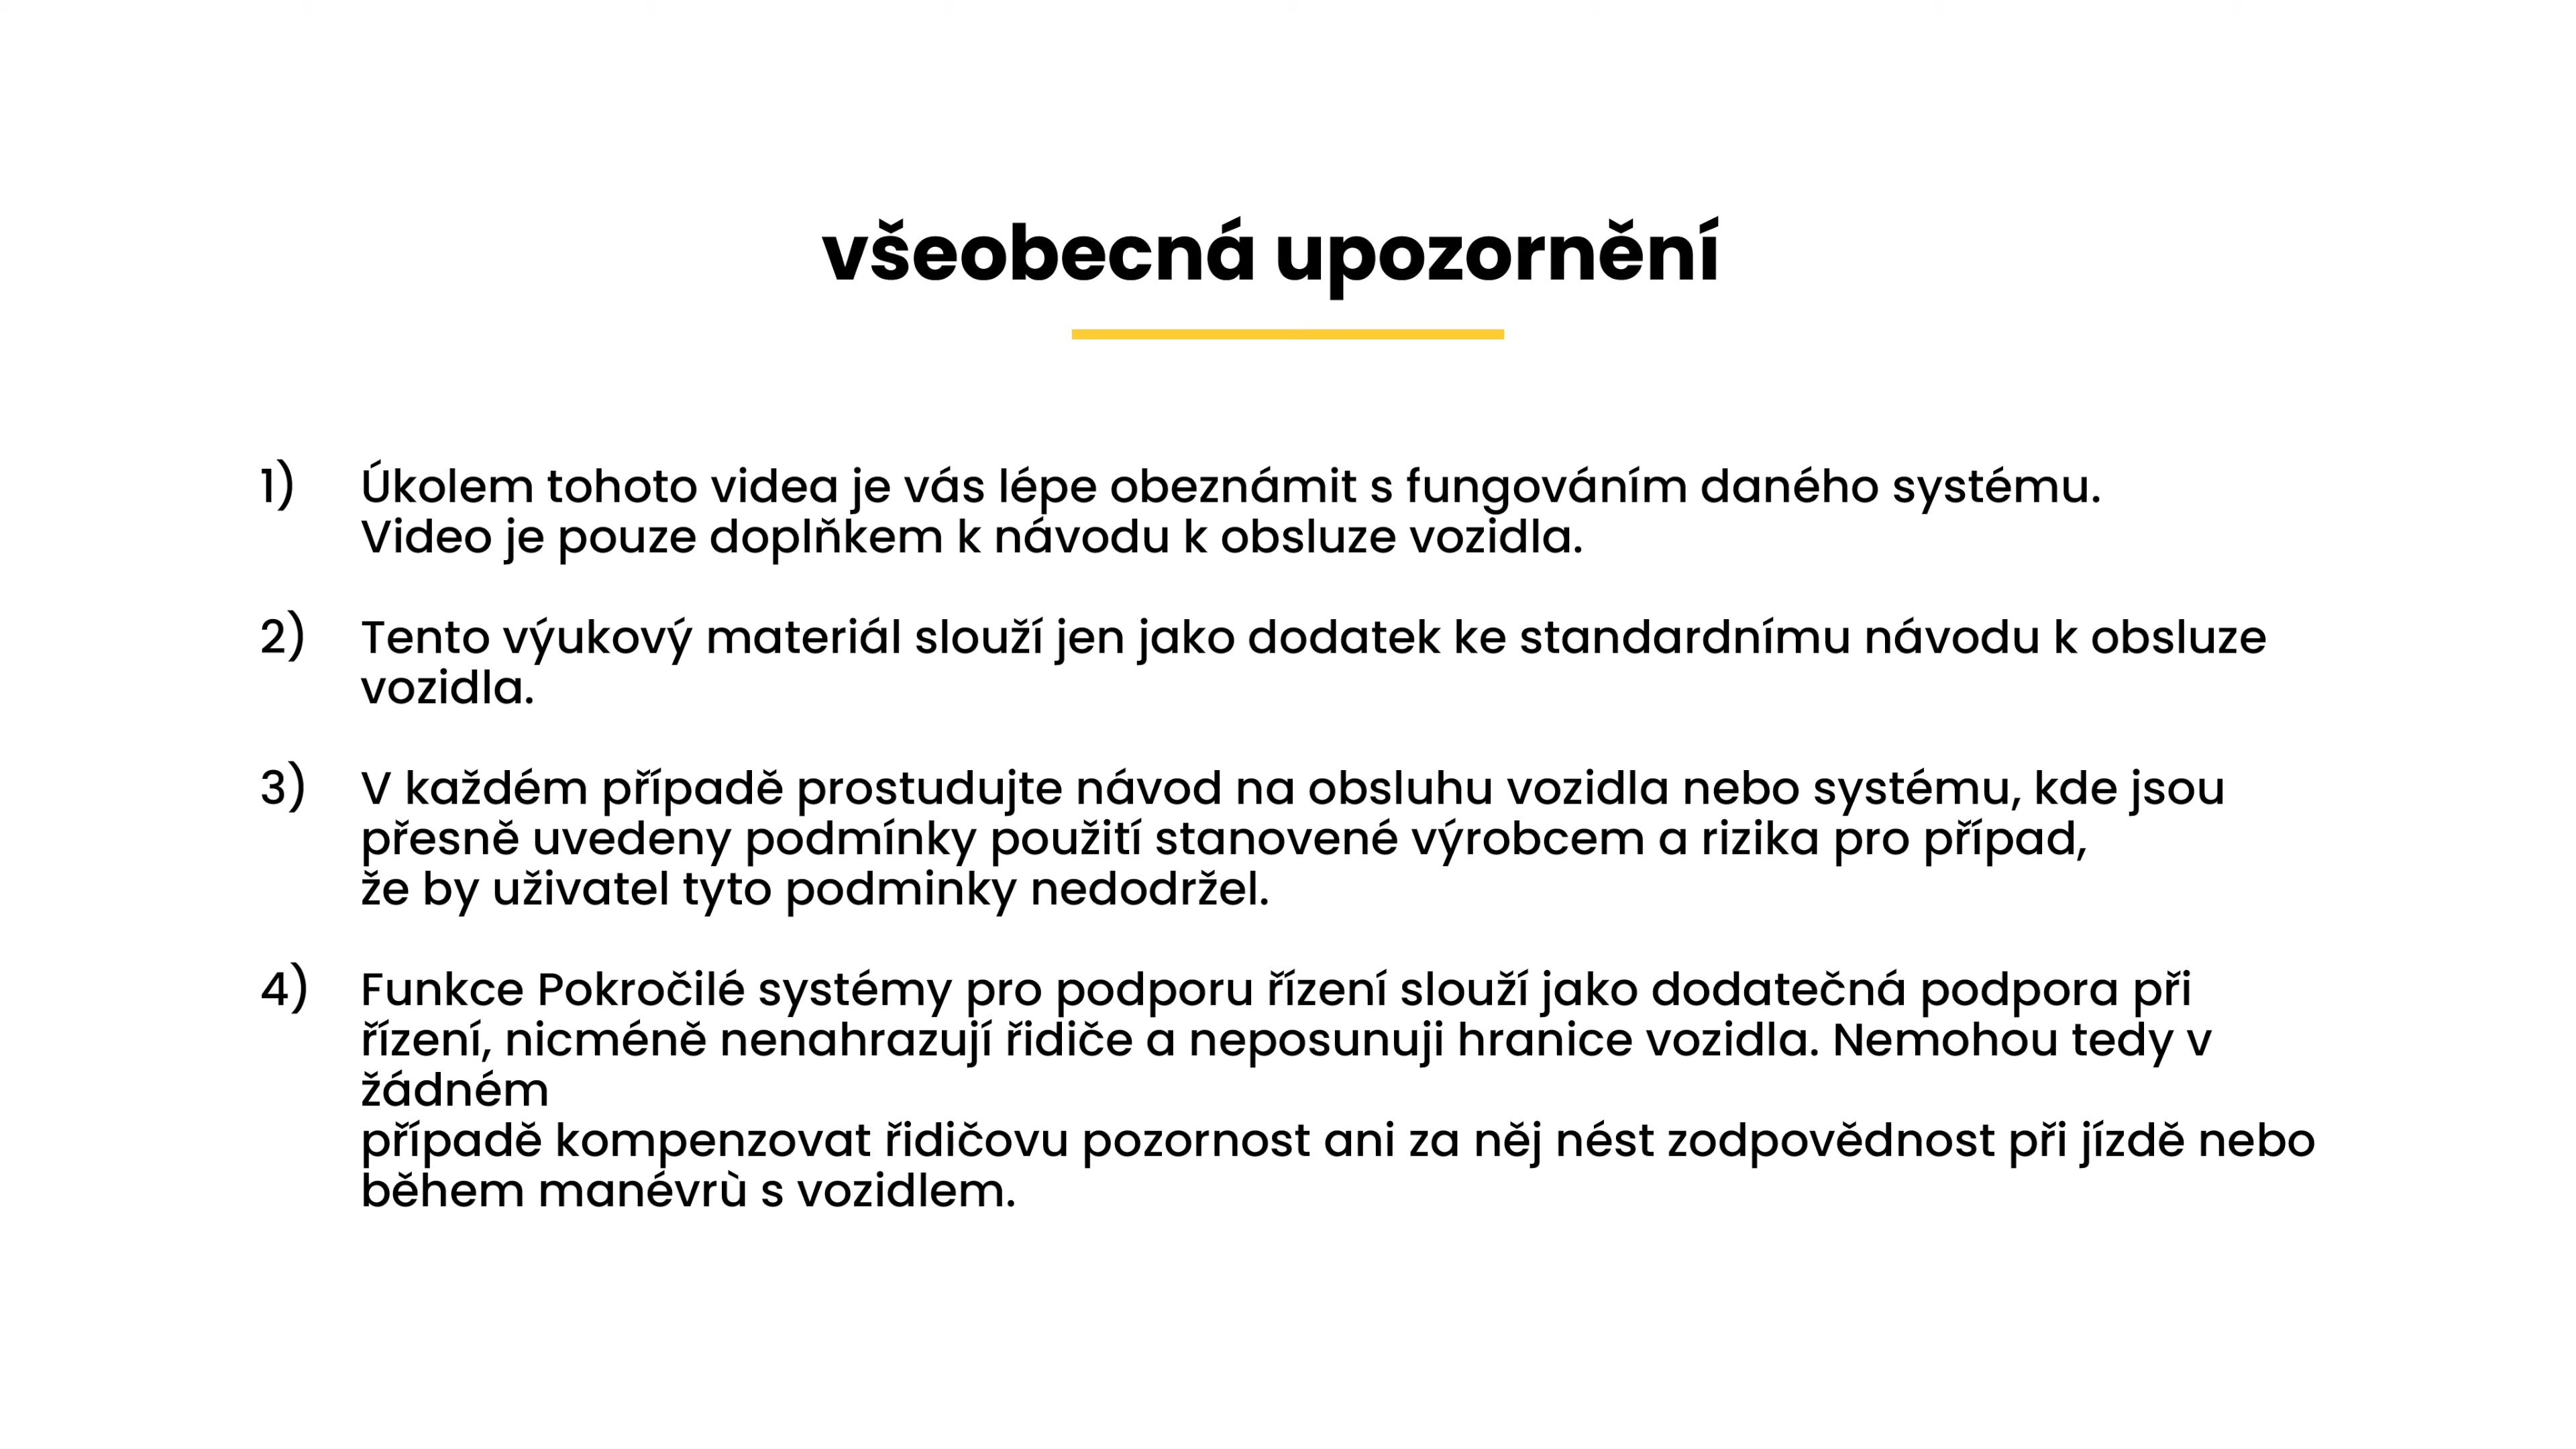 všeobecná upozornění
1) Úkolem tohoto videa je vás lépe obeznámit s fungováním daného systému.
Video je pouze doplňkem k návodu k obsluze vozidla.
2) Tento výukový materiál slouží jen jako dodatek ke standardnímu návodu k obsluze
vozidla.
3) V každém případě prostudujte návod na obsluhu vozidla nebo systému, kde jsou
přesně uvedeny podmínky použití stanovené výrobcem a rizika pro případ,
že by uživatel tyto podminky nedodržel.
4) Funkce Pokročilé systémy pro podporu řízení slouží jako dodatečná podpora při
řízení, nicméně nenahrazují řidiče a neposunuji hranice vozidla. Nemohou tedy v
žádném
případě kompenzovat řidičovu pozornost ani za něj nést zodpovědnost při jízdě nebo
během manévrù s vozidlem.